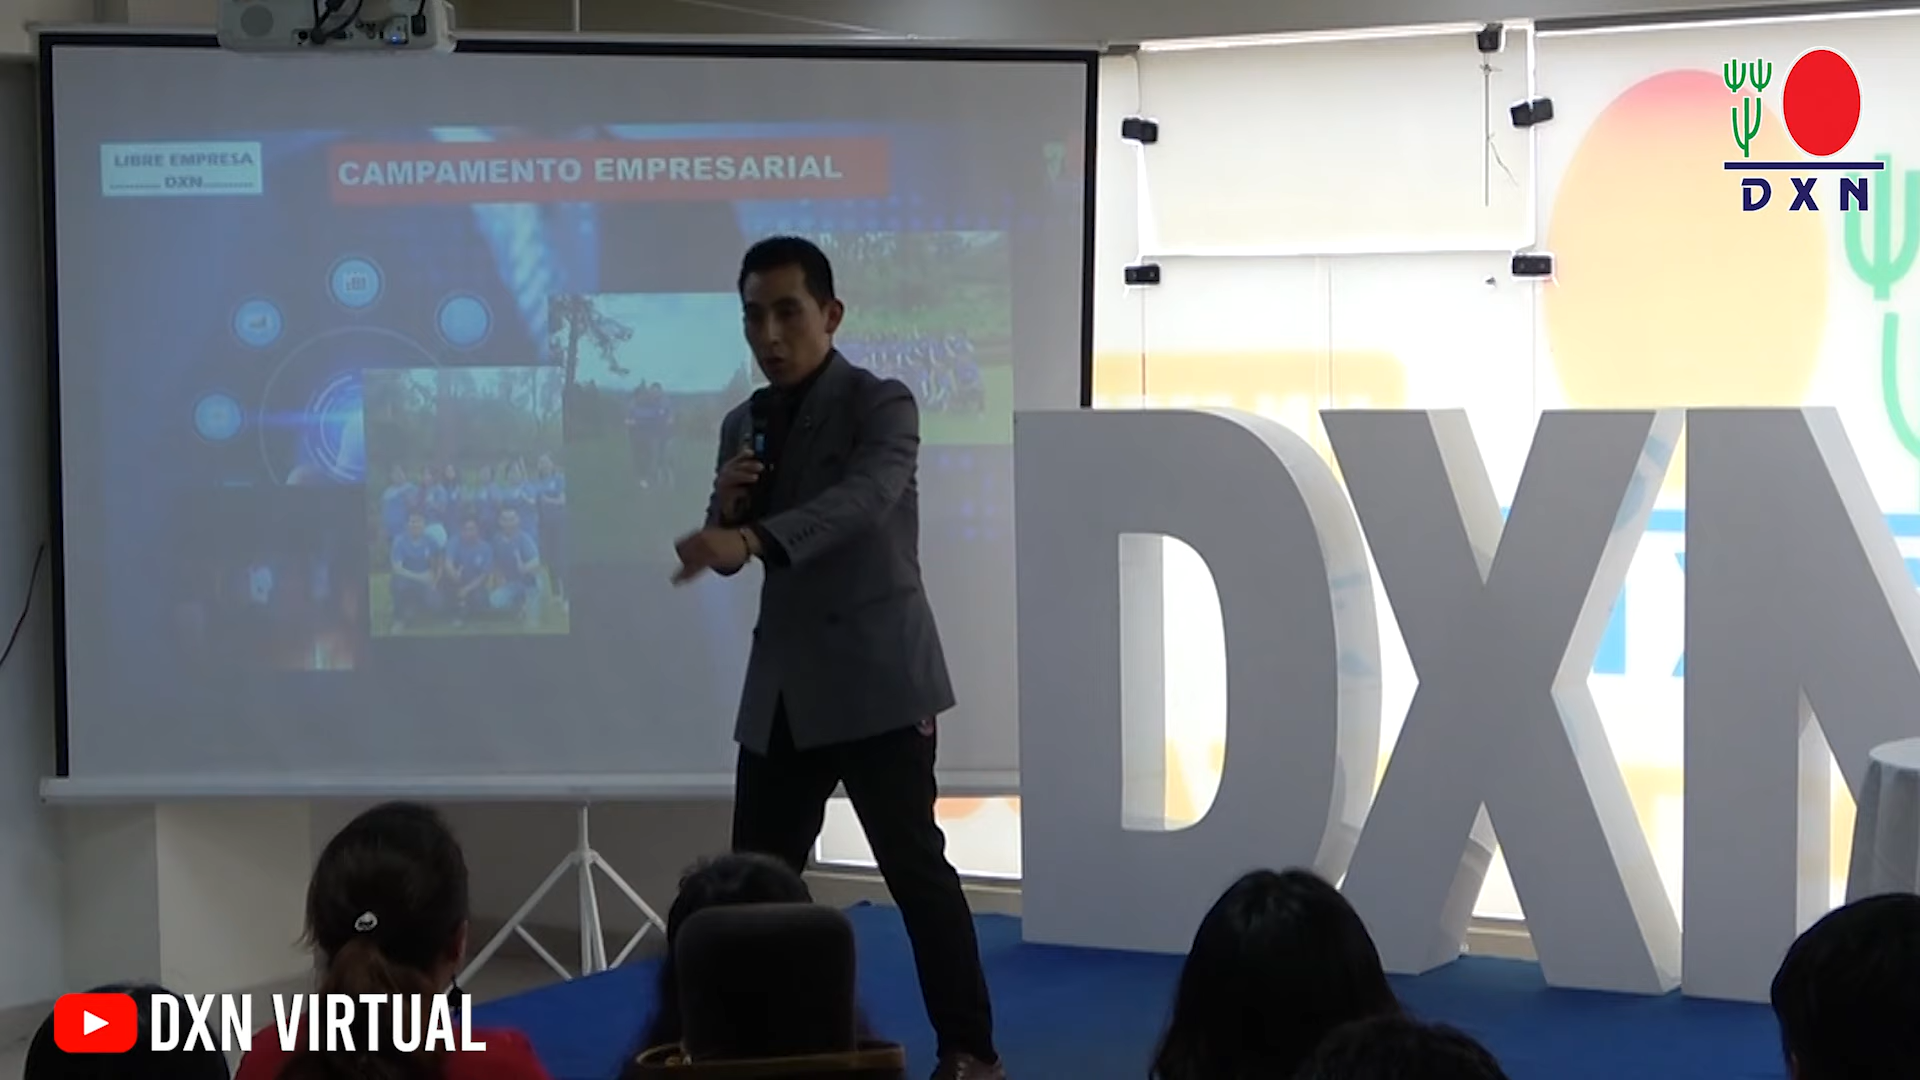 LIBRE EMPRESA
DXN
CAMPAMENTO EMPRESARIAL
DXN
DXN
DXN VIRTUAL